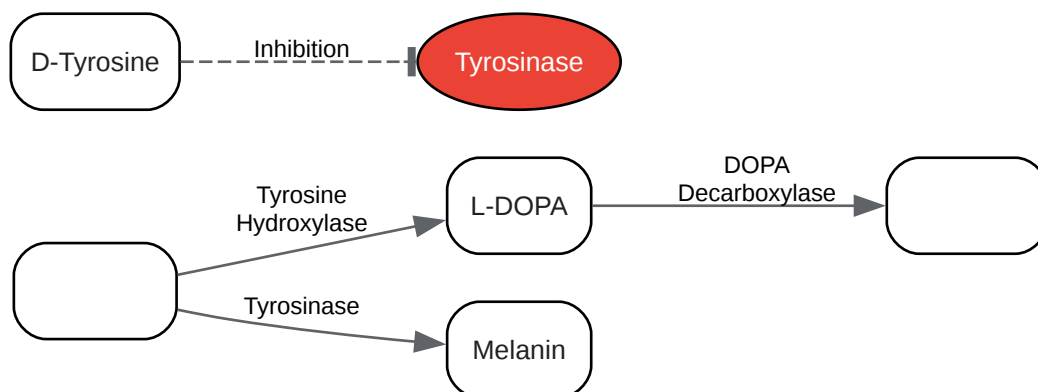 D-Tyrosine
Inhibition
Tyrosinase
Tyrosine
Hydroxylase
L-DOPA
DOPA
Decarboxylase
Tyrosinase
Melanin